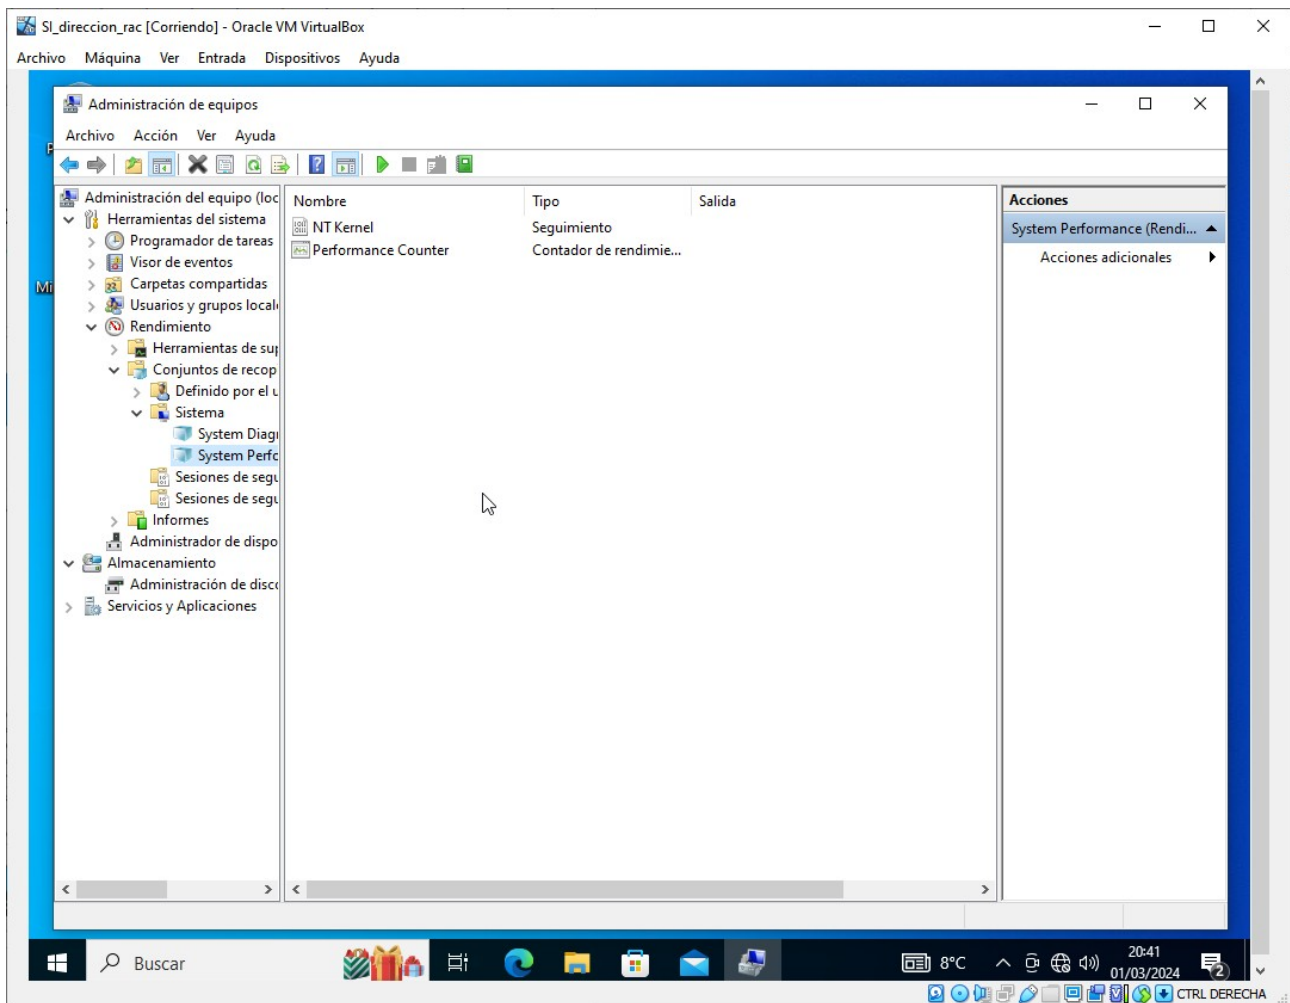 SI_direccion_rac [Corriendo] - Oracle VM VirtualBox
Archivo Máquina Ver Entrada Dispositivos Ayuda
Administración de equipos
Archivo Acción Ver Ayuda
Administración del equipo (loc
Herramientas del sistema
Programador de tareas
Visor de eventos
Carpetas compartidas
Usuarios y grupos local
Rendimiento
Herramientas de su
Conjuntos de recop
Definido por el u
Sistema
System Diag
System Perfo
Sesiones de segu
Sesiones de segu
Informes
Administrador de dispo
Almacenamiento
Administración de disc
Servicios y Aplicaciones
Nombre Tipo Salida
NT Kernel Seguimiento
Performance Counter Contador de rendimie...
Acciones
System Performance (Rendi...
Acciones adicionales
Mi
Buscar
8°C
20:41
01/03/2024
2
CTRL DERECHA